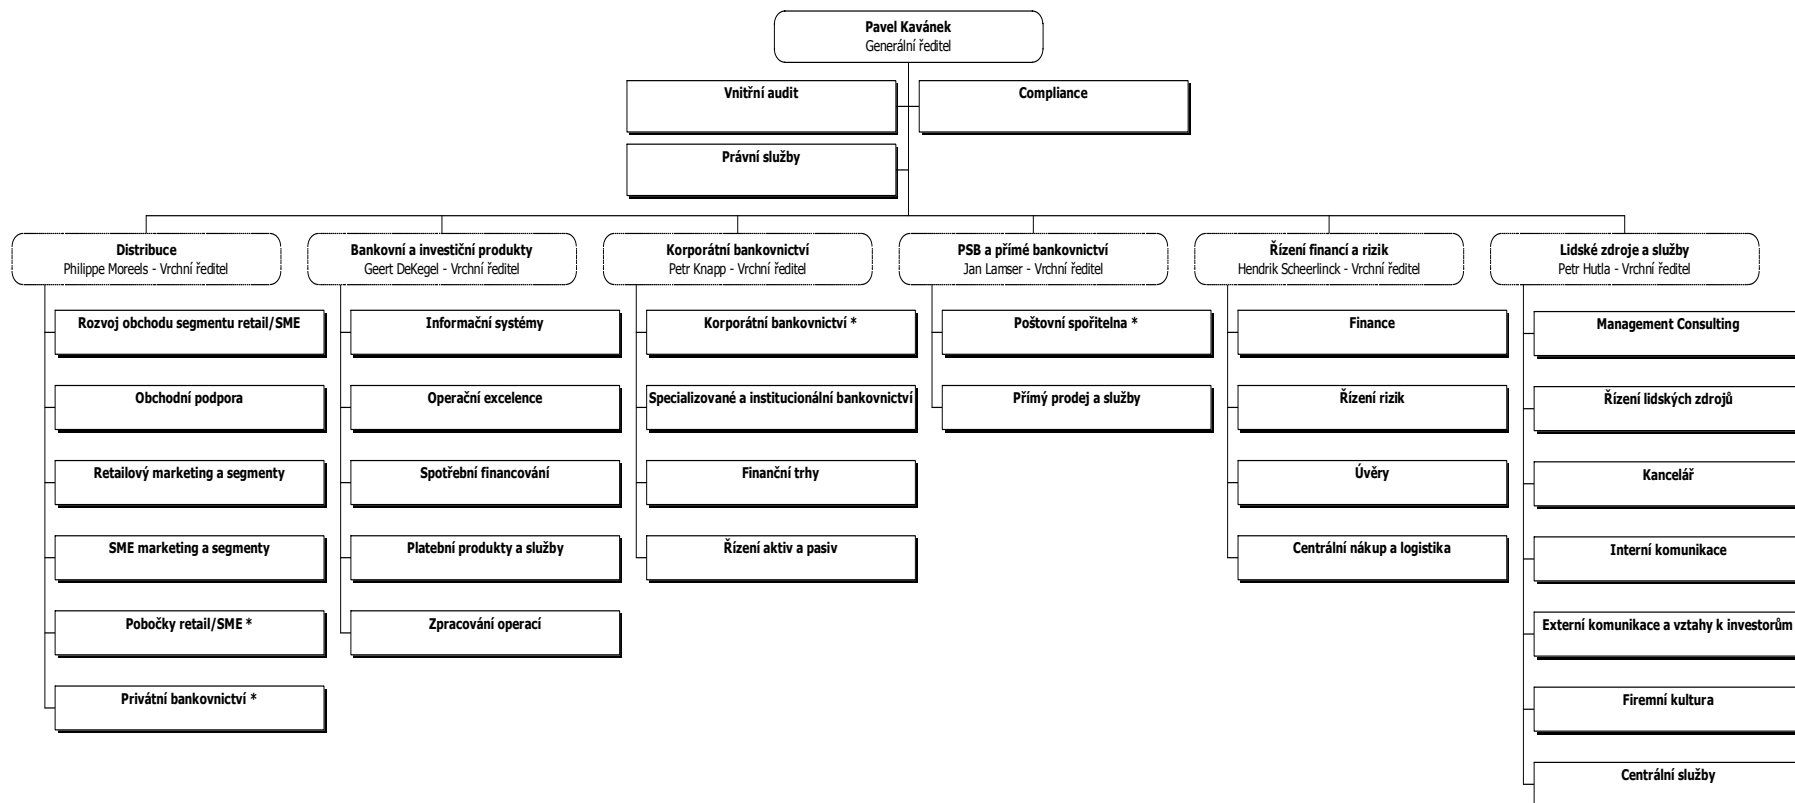 Pavel Kavánek
Generální ředitel
Vnitřní audit
Compliance
Právní služby
Distribuce
Philippe Moreels - Vrchní ředitel
Rozvoj obchodu segmentu retail/SME
Obchodní podpora
Retailový marketing a segmenty
SME marketing a segmenty
Pobočky retail/SME *
Privátní bankovnictví *
Bankovní a investiční produkty
Geert DeKegel - Vrchní ředitel
Informační systémy
Operační excelence
Spotřební financování
Platební produkty a služby
Zpracování operací
Korporátní bankovnictví
Petr Knapp - Vrchní ředitel
Korporátní bankovnictví *
Specializované a institucionální bankovnictví
Finanční trhy
Řízení aktiv a pasiv
PSB a přímé bankovnictví
Jan Lamser - Vrchní ředitel
Poštovní spořitelna *
Přímý prodej a služby
Řízení financí a rizik
Hendrik Scheerlinck - Vrchní ředitel
Finance
Řízení rizik
Úvěry
Centrální nákup a logistika
Lidské zdroje a služby
Petr Hutla - Vrchní ředitel
Management Consulting
Řízení lidských zdrojů
Kancelář
Interní komunikace
Externí komunikace a vztahy k investorům
Firemní kultura
Centrální služby